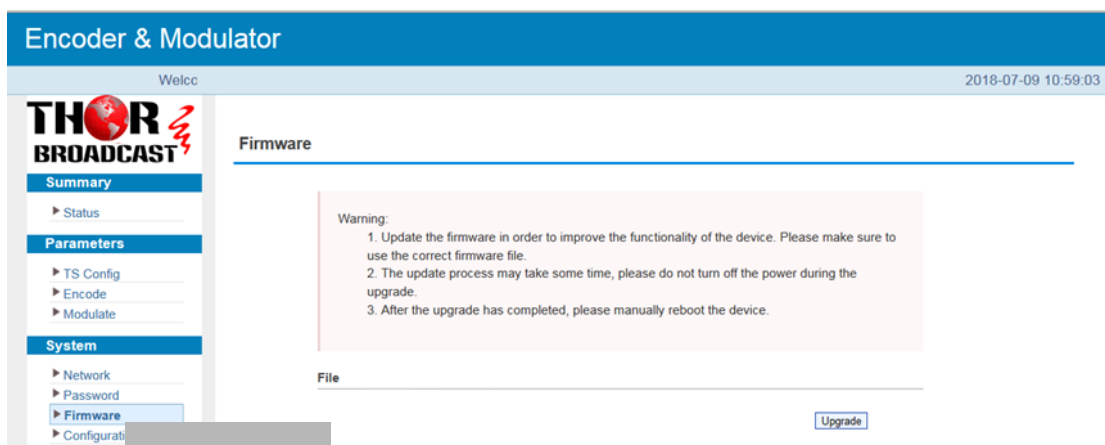 Encoder & Modulator
2018-07-09 10:59:03
THOR
BROADCAST
Summary
Status
Parameters
TS Config
Encode
Modulate
System
Network
Password
Firmware
Firmware
Warning:
1. Update the firmware in order to improve the functionality of the device. Please make sure to
use the correct firmware file.
2. The update process may take some time, please do not turn off the power during the
upgrade.
3. After the upgrade has completed, please manually reboot the device.
File
Upgrade